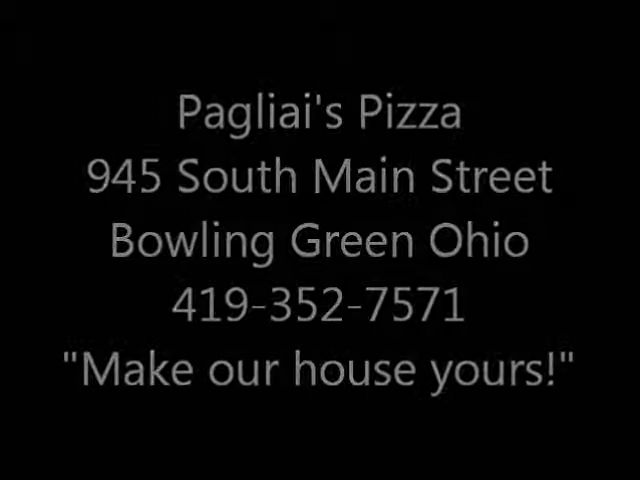 Pagliai's Pizza
945 South Main Street
Bowling Green Ohio
419-352-7571
"Make our house yours!"